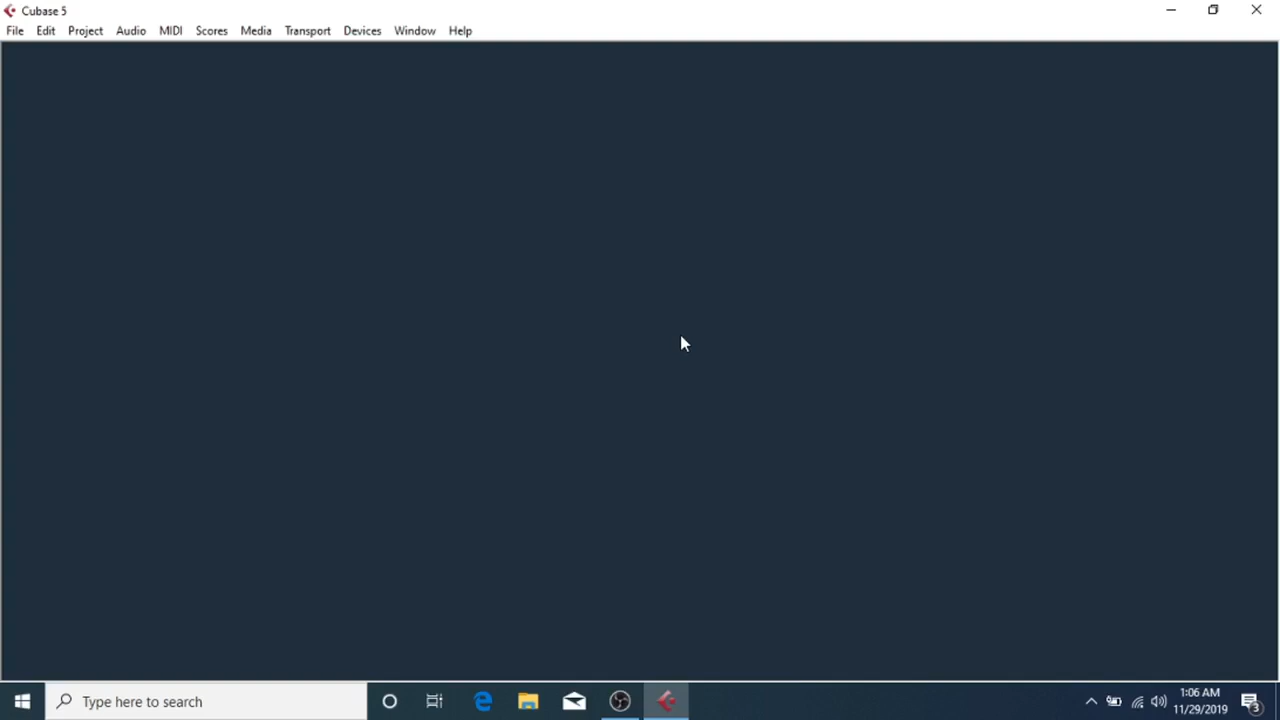 Cubase 5
File Edit Project Audio MIDI Scores Media Transport Devices Window Help
Type here to search
1:06 AM
11/29/2019
3